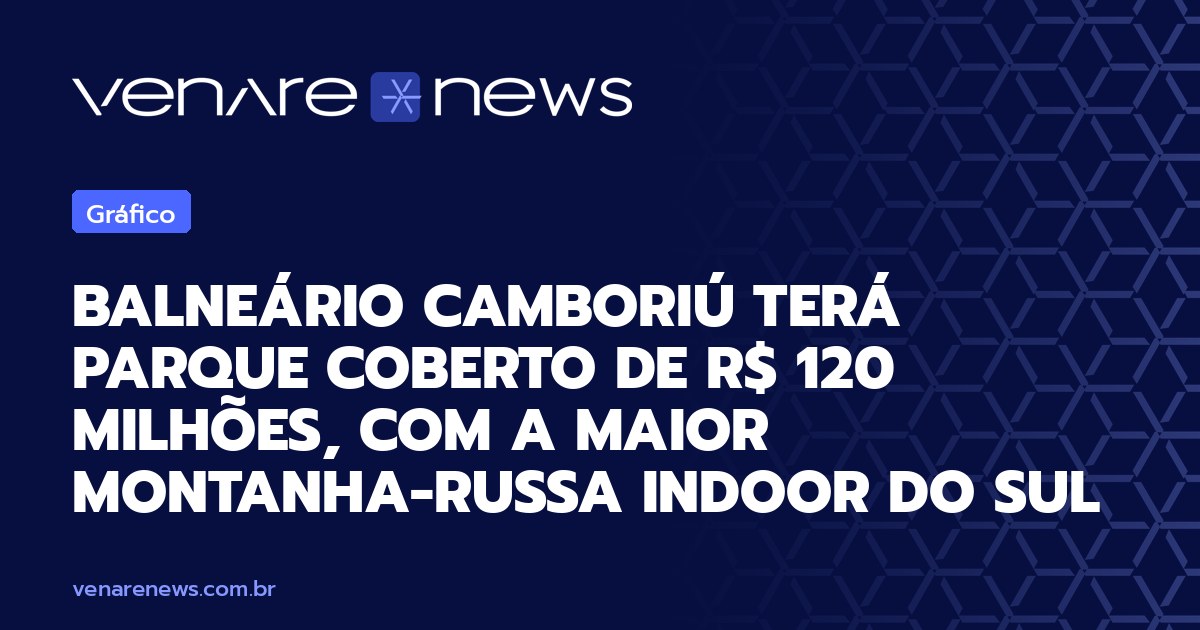 venare news
Gráfico
BALNEÁRIO CAMBORIÚ TERÁ
PARQUE COBERTO DE R$ 120
MILHÕES, COM A MAIOR
MONTANHA-RUSSA INDOOR DO SUL
venarenews.com.br